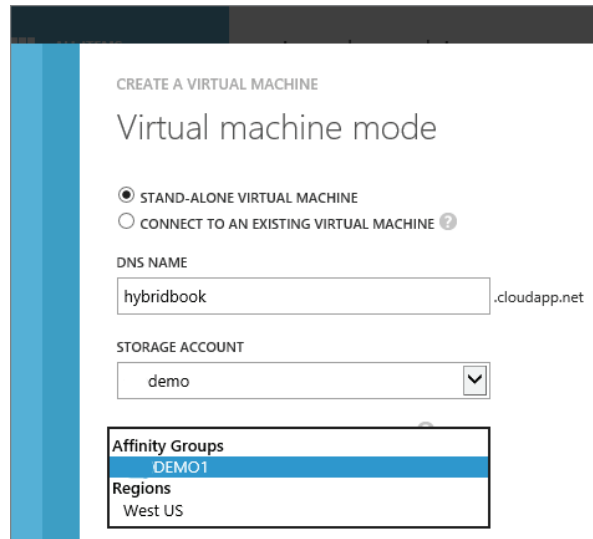 CREATE A VIRTUAL MACHINE
Virtual machine mode
STAND-ALONE VIRTUAL MACHINE
CONNECT TO AN EXISTING VIRTUAL MACHINE ?
DNS NAME
hybridbook .cloudapp.net
STORAGE ACCOUNT
demo
Affinity Groups
DEMO1
Regions
West US